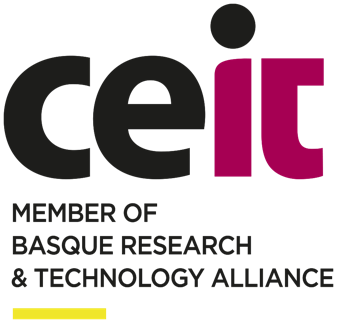 ceit
MEMBER OF
BASQUE RESEARCH
& TECHNOLOGY ALLIANCE